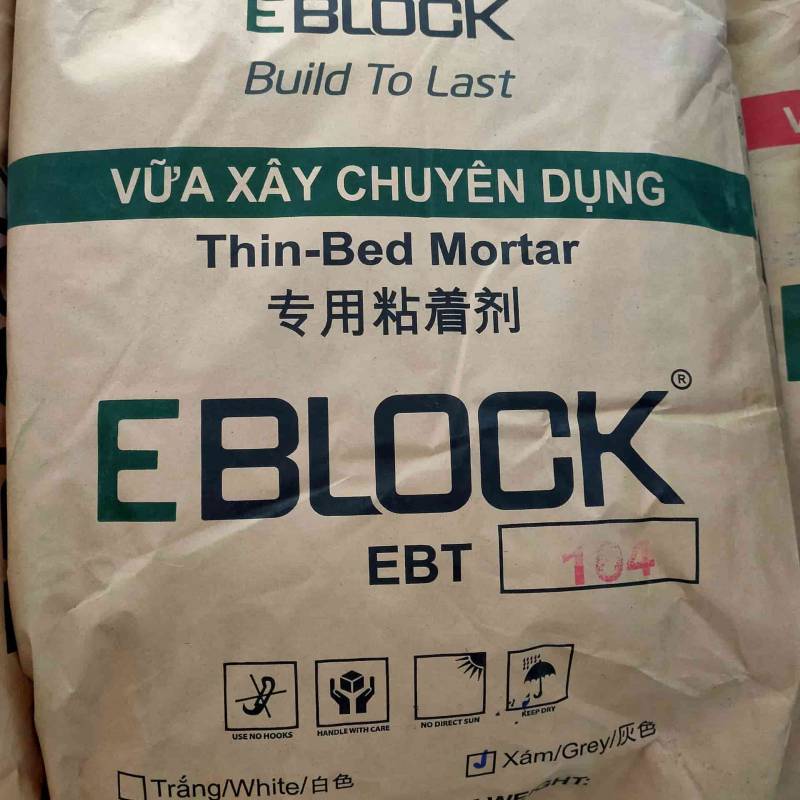 EBLOCK
Build To Last
VỮA XÂY CHUYÊN DỤNG
Thin-Bed Mortar
专用粘着剂
EBLOCK®
EBT 104
USE NO HOOKS
HANDLE WITH CARE
NO DIRECT SUN
KEEP DRY
Xám/Grey/灰色
Trắng/White/白色